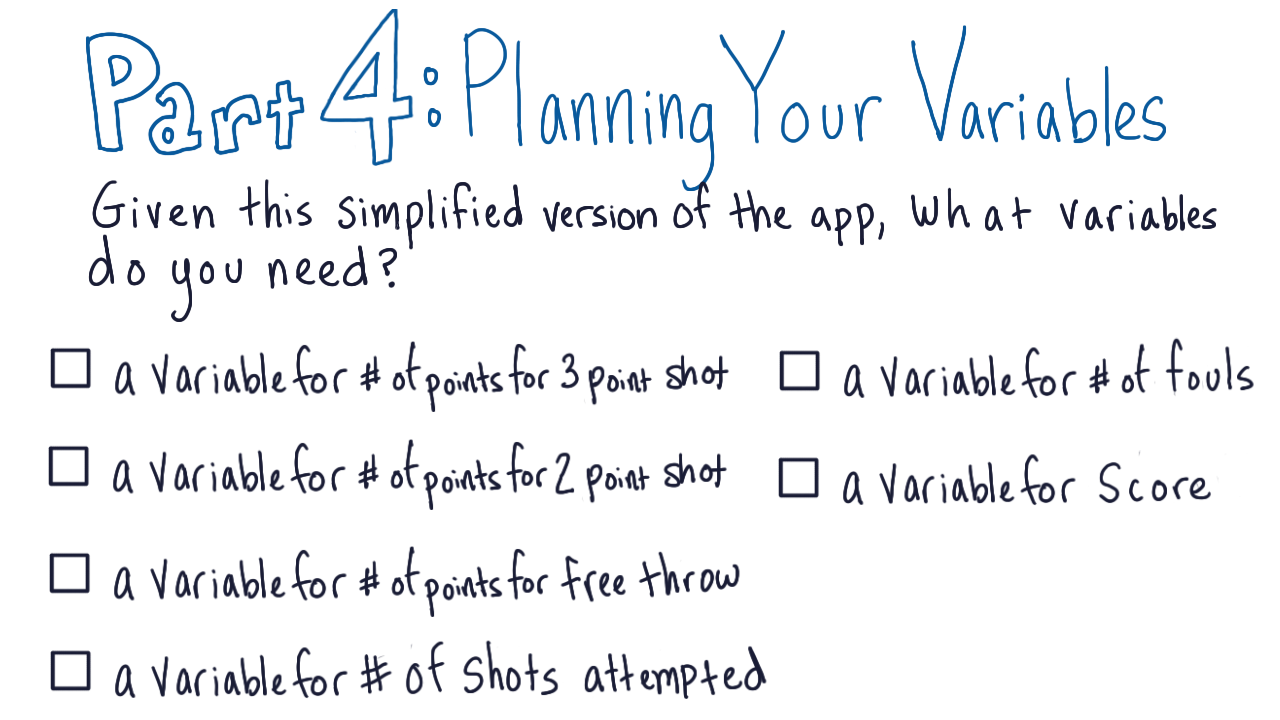 Part 4: Planning Your Variables
Given this simplified version of the app, What variables
do you need?
a variable for # of points for 3 point shot
a variable for # of points for 2 point shot
a variable for # of points for free throw
a variable for # of shots attempted
a variable for # of fouls
a variable for Score